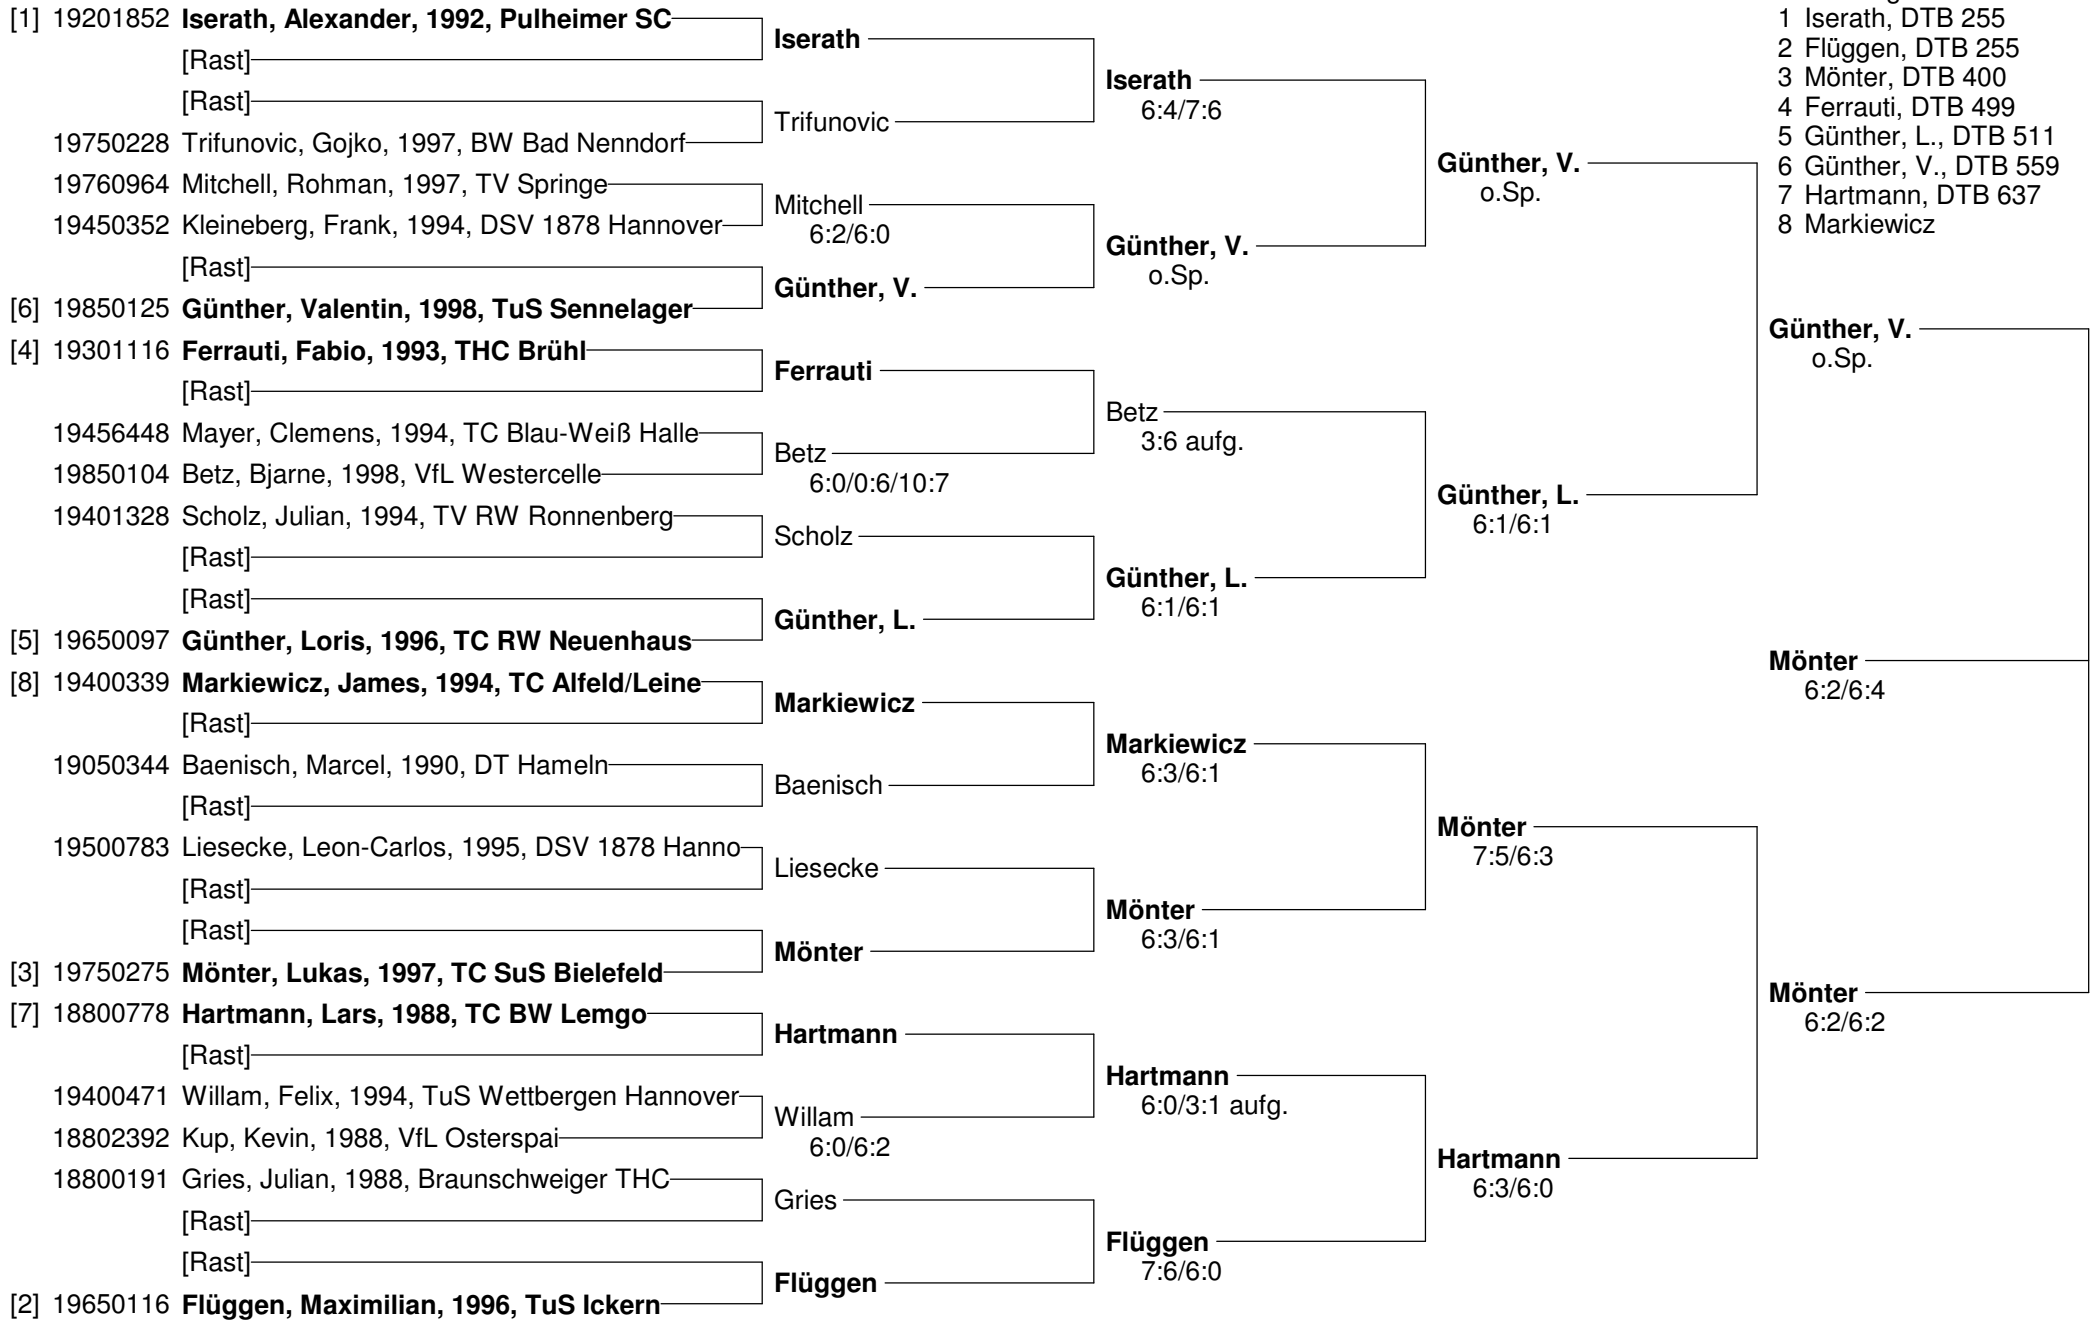 [1] 19201852 Iserath, Alexander, 1992, Pulheimer SC
[Rast]
[Rast]
19750228 Trifunovic, Gojko, 1997, BW Bad Nenndorf
19760964 Mitchell, Rohman, 1997, TV Springe
19450352 Kleineberg, Frank, 1994, DSV 1878 Hannover
[Rast]
[6] 19850125 Günther, Valentin, 1998, TuS Sennelager
[4] 19301116 Ferrauti, Fabio, 1993, THC Brühl
[Rast]
19456448 Mayer, Clemens, 1994, TC Blau-Weiß Halle
19850104 Betz, Bjarne, 1998, VfL Westercelle
19401328 Scholz, Julian, 1994, TV RW Ronnenberg
[Rast]
[Rast]
[5] 19650097 Günther, Loris, 1996, TC RW Neuenhaus
[8] 19400339 Markiewicz, James, 1994, TC Alfeld/Leine
[Rast]
19050344 Baenisch, Marcel, 1990, DT Hameln
[Rast]
19500783 Liesecke, Leon-Carlos, 1995, DSV 1878 Hanno
[Rast]
[Rast]
[3] 19750275 Mönter, Lukas, 1997, TC SuS Bielefeld
[7] 18800778 Hartmann, Lars, 1988, TC BW Lemgo
[Rast]
19400471 Willam, Felix, 1994, TuS Wettbergen Hannover
18802392 Kup, Kevin, 1988, VfL Osterspai
18800191 Gries, Julian, 1988, Braunschweiger THC
[Rast]
[Rast]
[2] 19650116 Flüggen, Maximilian, 1996, TuS Ickern
Iserath
Trifunovic
Mitchell
6:2/6:0
Günther, V.
Ferrauti
Betz
6:0/0:6/10:7
Scholz
Günther, L.
Markiewicz
Baenisch
Liesecke
Mönter
Hartmann
Willam
6:0/6:2
Gries
Flüggen
Iserath
6:4/7:6
Günther, V.
o.Sp.
Betz
3:6 aufg.
Günther, L.
6:1/6:1
Markiewicz
6:3/6:1
Mönter
6:3/6:1
Hartmann
6:0/3:1 aufg.
Flüggen
7:6/6:0
Günther, V.
o.Sp.
Günther, L.
6:1/6:1
Mönter
7:5/6:3
Hartmann
6:3/6:0
Günther, V.
o.Sp.
Mönter
6:2/6:4
Mönter
6:2/6:2
1 Iserath, DTB 255
2 Flüggen, DTB 255
3 Mönter, DTB 400
4 Ferrauti, DTB 499
5 Günther, L., DTB 511
6 Günther, V., DTB 559
7 Hartmann, DTB 637
8 Markiewicz